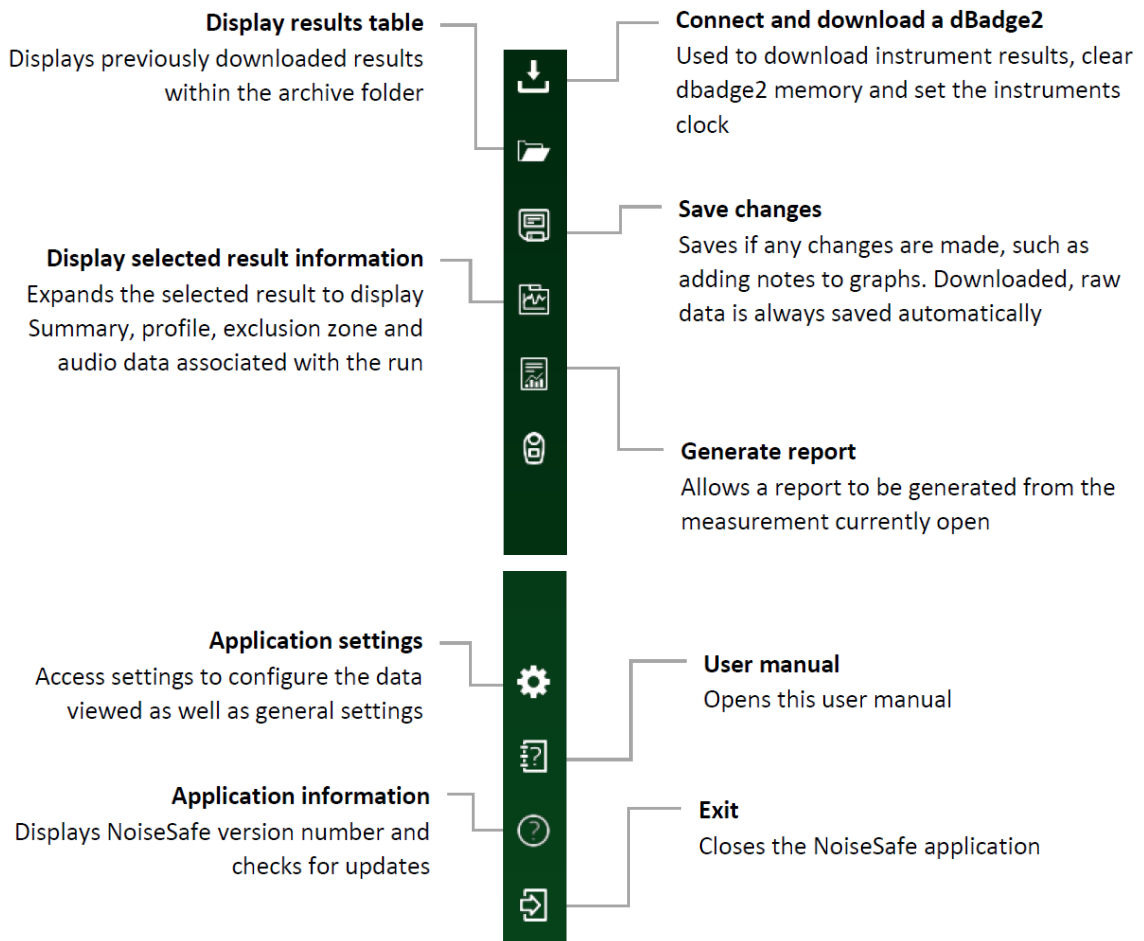 Display results table
Displays previously downloaded results
within the archive folder
Connect and download a dBadge2
Used to download instrument results, clear
dbadge2 memory and set the instruments
clock
Save changes
Saves if any changes are made, such as
adding notes to graphs. Downloaded, raw
data is always saved automatically
Display selected result information
Expands the selected result to display
Summary, profile, exclusion zone and
audio data associated with the run
Generate report
Allows a report to be generated from the
measurement currently open
Application settings
Access settings to configure the data
viewed as well as general settings
User manual
Opens this user manual
Application information
Displays NoiseSafe version number and
checks for updates
Exit
Closes the NoiseSafe application